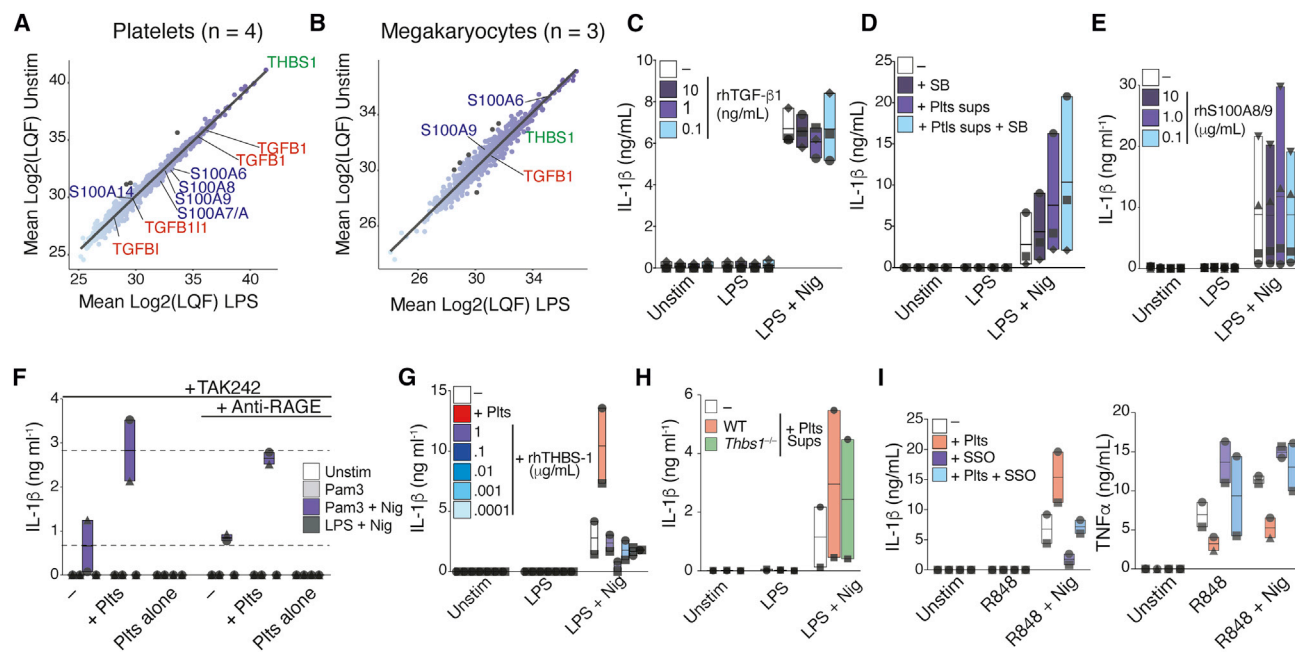 A
Platelets (n = 4)
Mean Log2(LQF) Unstim
40
35
30
25
THBS1
TGFB1
TGFB1
S100A6
S100A8
S100A9
S100A7/A
S100A14
TGFB1I1
TGFBI
25
30
35
40
Mean Log2(LQF) LPS
B
Megakaryocytes (n = 3)
Mean Log2(LQF) Unstim
34
30
26
S100A6
S100A9
THBS1
TGFB1
26
30
34
Mean Log2(LQF) LPS
C
IL-1β (ng/mL)
10
8
6
4
2
0
–
10
1
0.1
rhTGF-β1
(ng/mL)
Unstim
LPS
LPS + Nig
D
IL-1β (ng/mL)
25
20
15
10
5
0
–
+ SB
+ Plts sups
+ Plts sups + SB
Unstim
LPS
LPS + Nig
E
IL-1β (ng ml⁻¹)
30
20
10
0
–
10
1.0
0.1
rhS100A8/9
(μg/mL)
Unstim
LPS
LPS + Nig
F
+ TAK242
+ Anti-RAGE
IL-1β (ng ml⁻¹)
4
3
2
1
0
Unstim
Pam3
Pam3 + Nig
LPS + Nig
–
+ Plts
Plts alone
–
+ Plts
Plts alone
G
IL-1β (ng ml⁻¹)
15
10
5
0
–
+ Plts
1
.1
.01
.001
.0001
+ rhTHBS-1
(μg/mL)
Unstim
LPS
LPS + Nig
H
IL-1β (ng ml⁻¹)
6
4
2
0
–
WT
Thbs1⁻/⁻
+ Plts
Sups
Unstim
LPS
LPS + Nig
I
IL-1β (ng ml⁻¹)
25
20
15
10
5
0
–
+ Plts
+ SSO
+ Plts + SSO
Unstim
R848
R848 + Nig
TNFα (ng/mL)
20
15
10
5
0
Unstim
R848
R848 + Nig